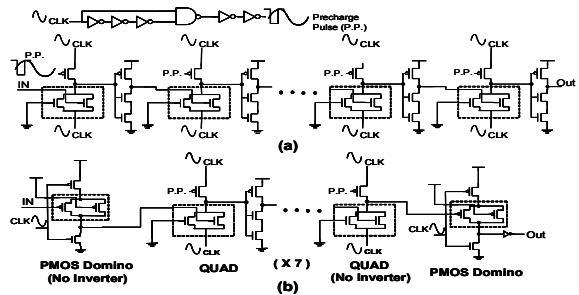 CLK
CLK
Precharge
Pulse (P.P.)
CLK
CLK
CLK
CLK
P.P.
P.P.
P.P.
P.P.
IN
Out
CLK
CLK
CLK
CLK
(a)
CLK
CLK
P.P.
P.P.
IN
CLK
CLK
Out
CLK
CLK
PMOS Domino
(No Inverter)
QUAD
( X 7 )
QUAD
(No Inverter)
PMOS Domino
(b)